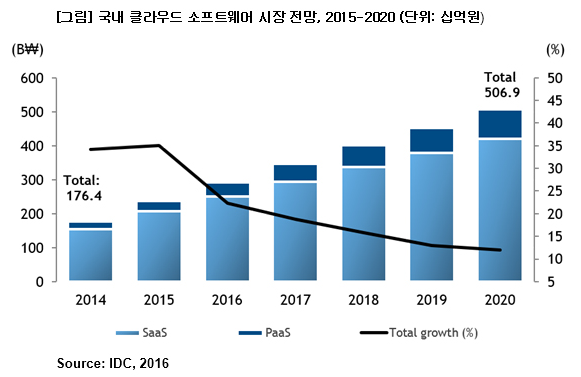 [그림] 국내 클라우드 소프트웨어 시장 전망, 2015-2020 (단위: 십억원)
(B₩) (%)
600 50
500 45
400 40
300 35
200 30
100 25
0 20
15
10
5
Total:
176.4
Total
506.9
2014 2015 2016 2017 2018 2019 2020
SaaS PaaS Total growth (%)
Source: IDC, 2016